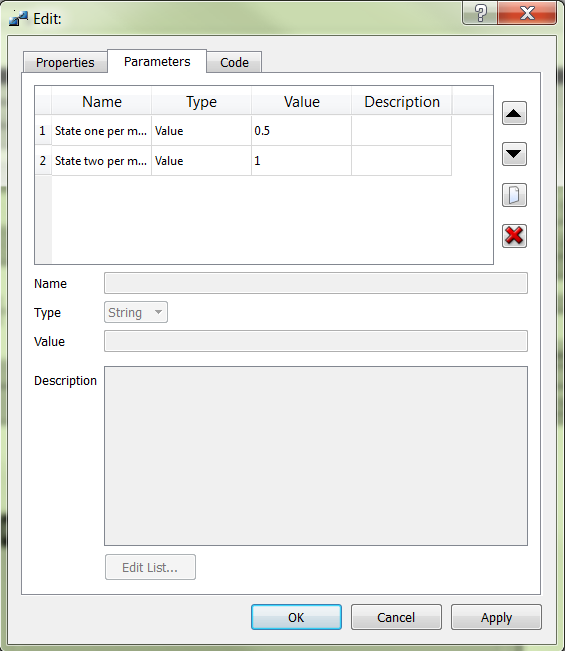 Edit:
Properties Parameters Code
Name Type Value Description
1 State one per m... Value 0.5
2 State two per m... Value 1
Name
Type String
Value
Description
Edit List...
OK Cancel Apply